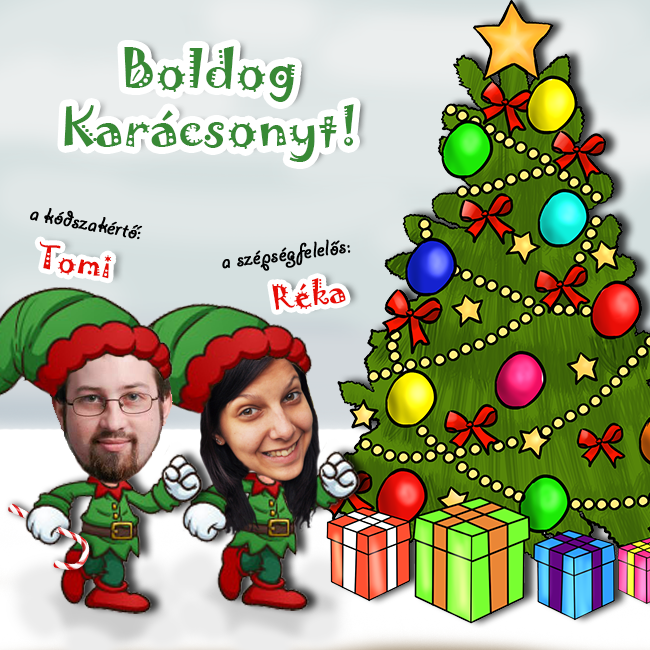 Boldog
Karácsonyt!
a kódszakértő:
Tomi
a szépségfelelős:
Réka